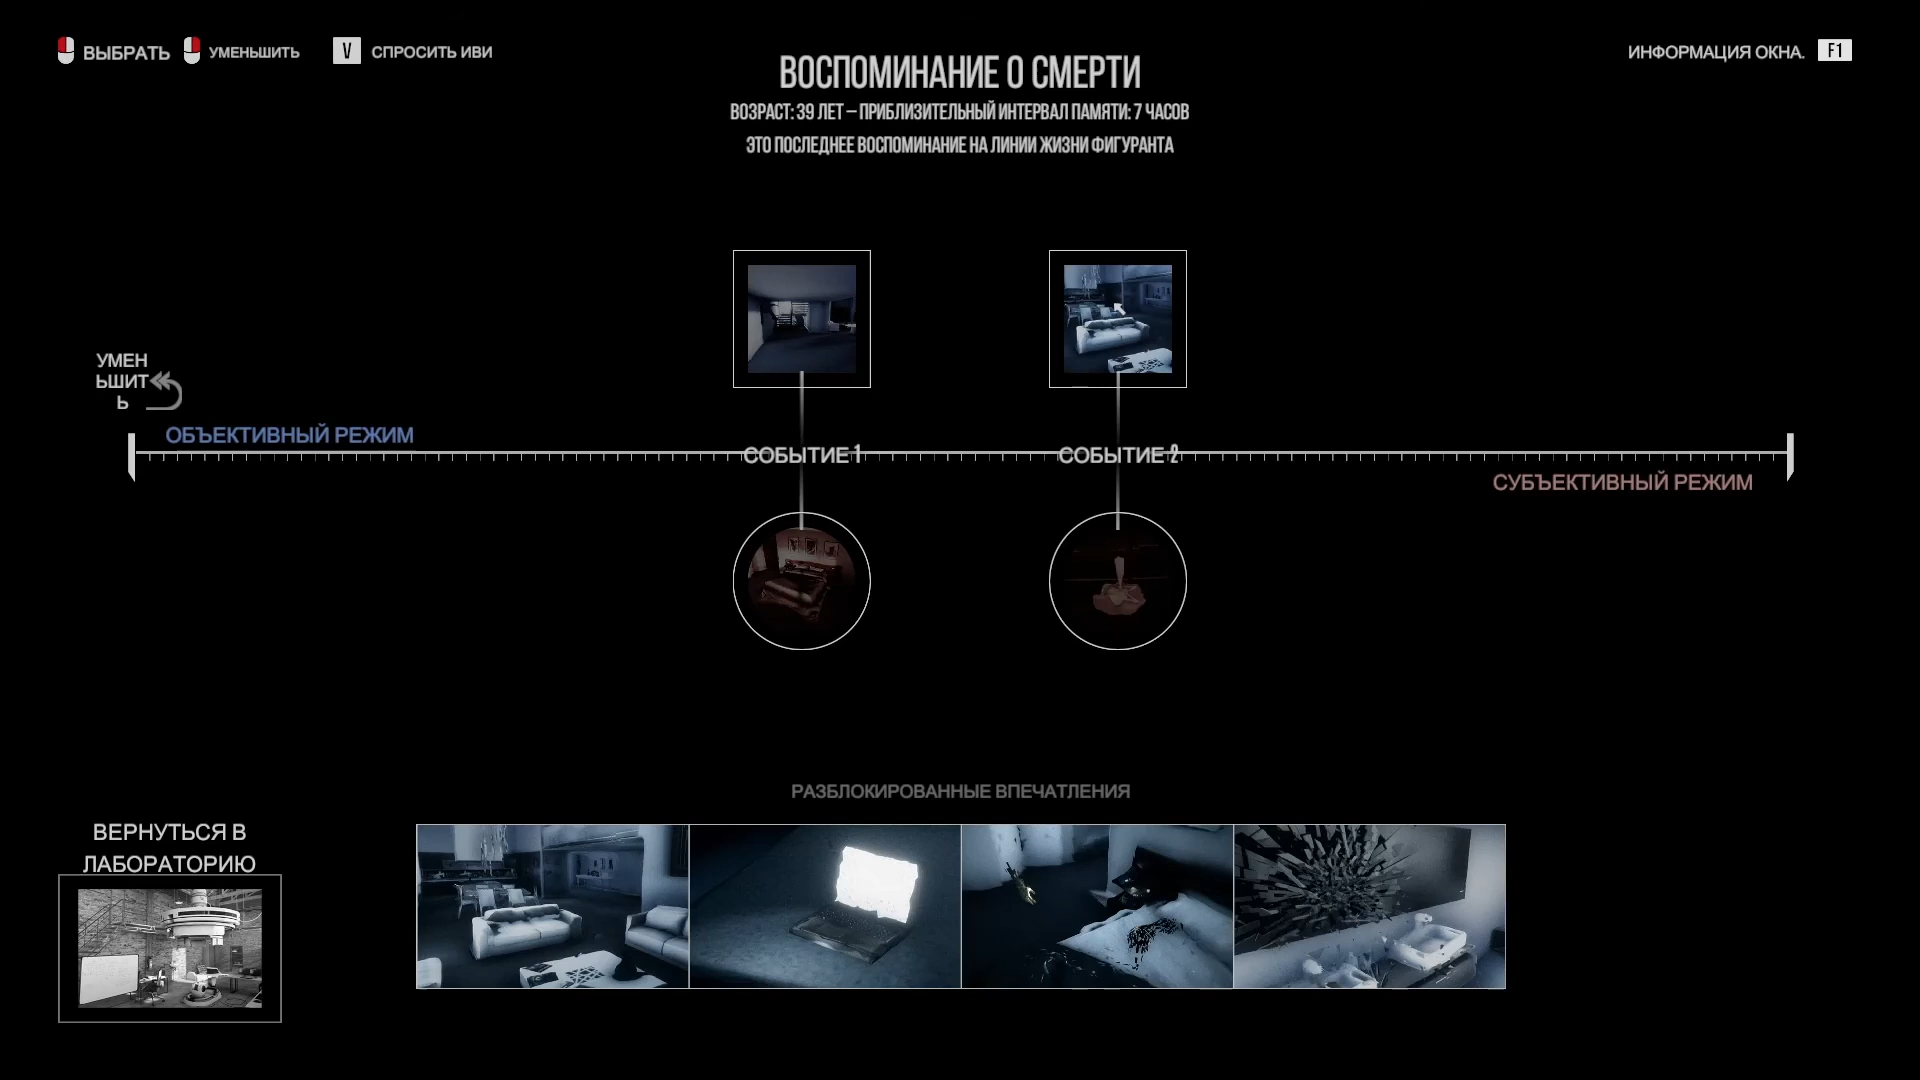 ВЫБРАТЬ
УМЕНЬШИТЬ
V
СПРОСИТЬ ИВИ
ИНФОРМАЦИЯ ОКНА.
F1
ВОСПОМИНАНИЕ О СМЕРТИ
ВОЗРАСТ: 39 ЛЕТ – ПРИБЛИЗИТЕЛЬНЫЙ ИНТЕРВАЛ ПАМЯТИ: 7 ЧАСОВ
ЭТО ПОСЛЕДНЕЕ ВОСПОМИНАНИЕ НА ЛИНИИ ЖИЗНИ ФИГУРАНТА
УМЕН
ЬШИТ
Ь
ОБЪЕКТИВНЫЙ РЕЖИМ
СОБЫТИЕ 1
СОБЫТИЕ 2
СУБЪЕКТИВНЫЙ РЕЖИМ
РАЗБЛОКИРОВАННЫЕ ВПЕЧАТЛЕНИЯ
ВЕРНУТЬСЯ В
ЛАБОРАТОРИЮ